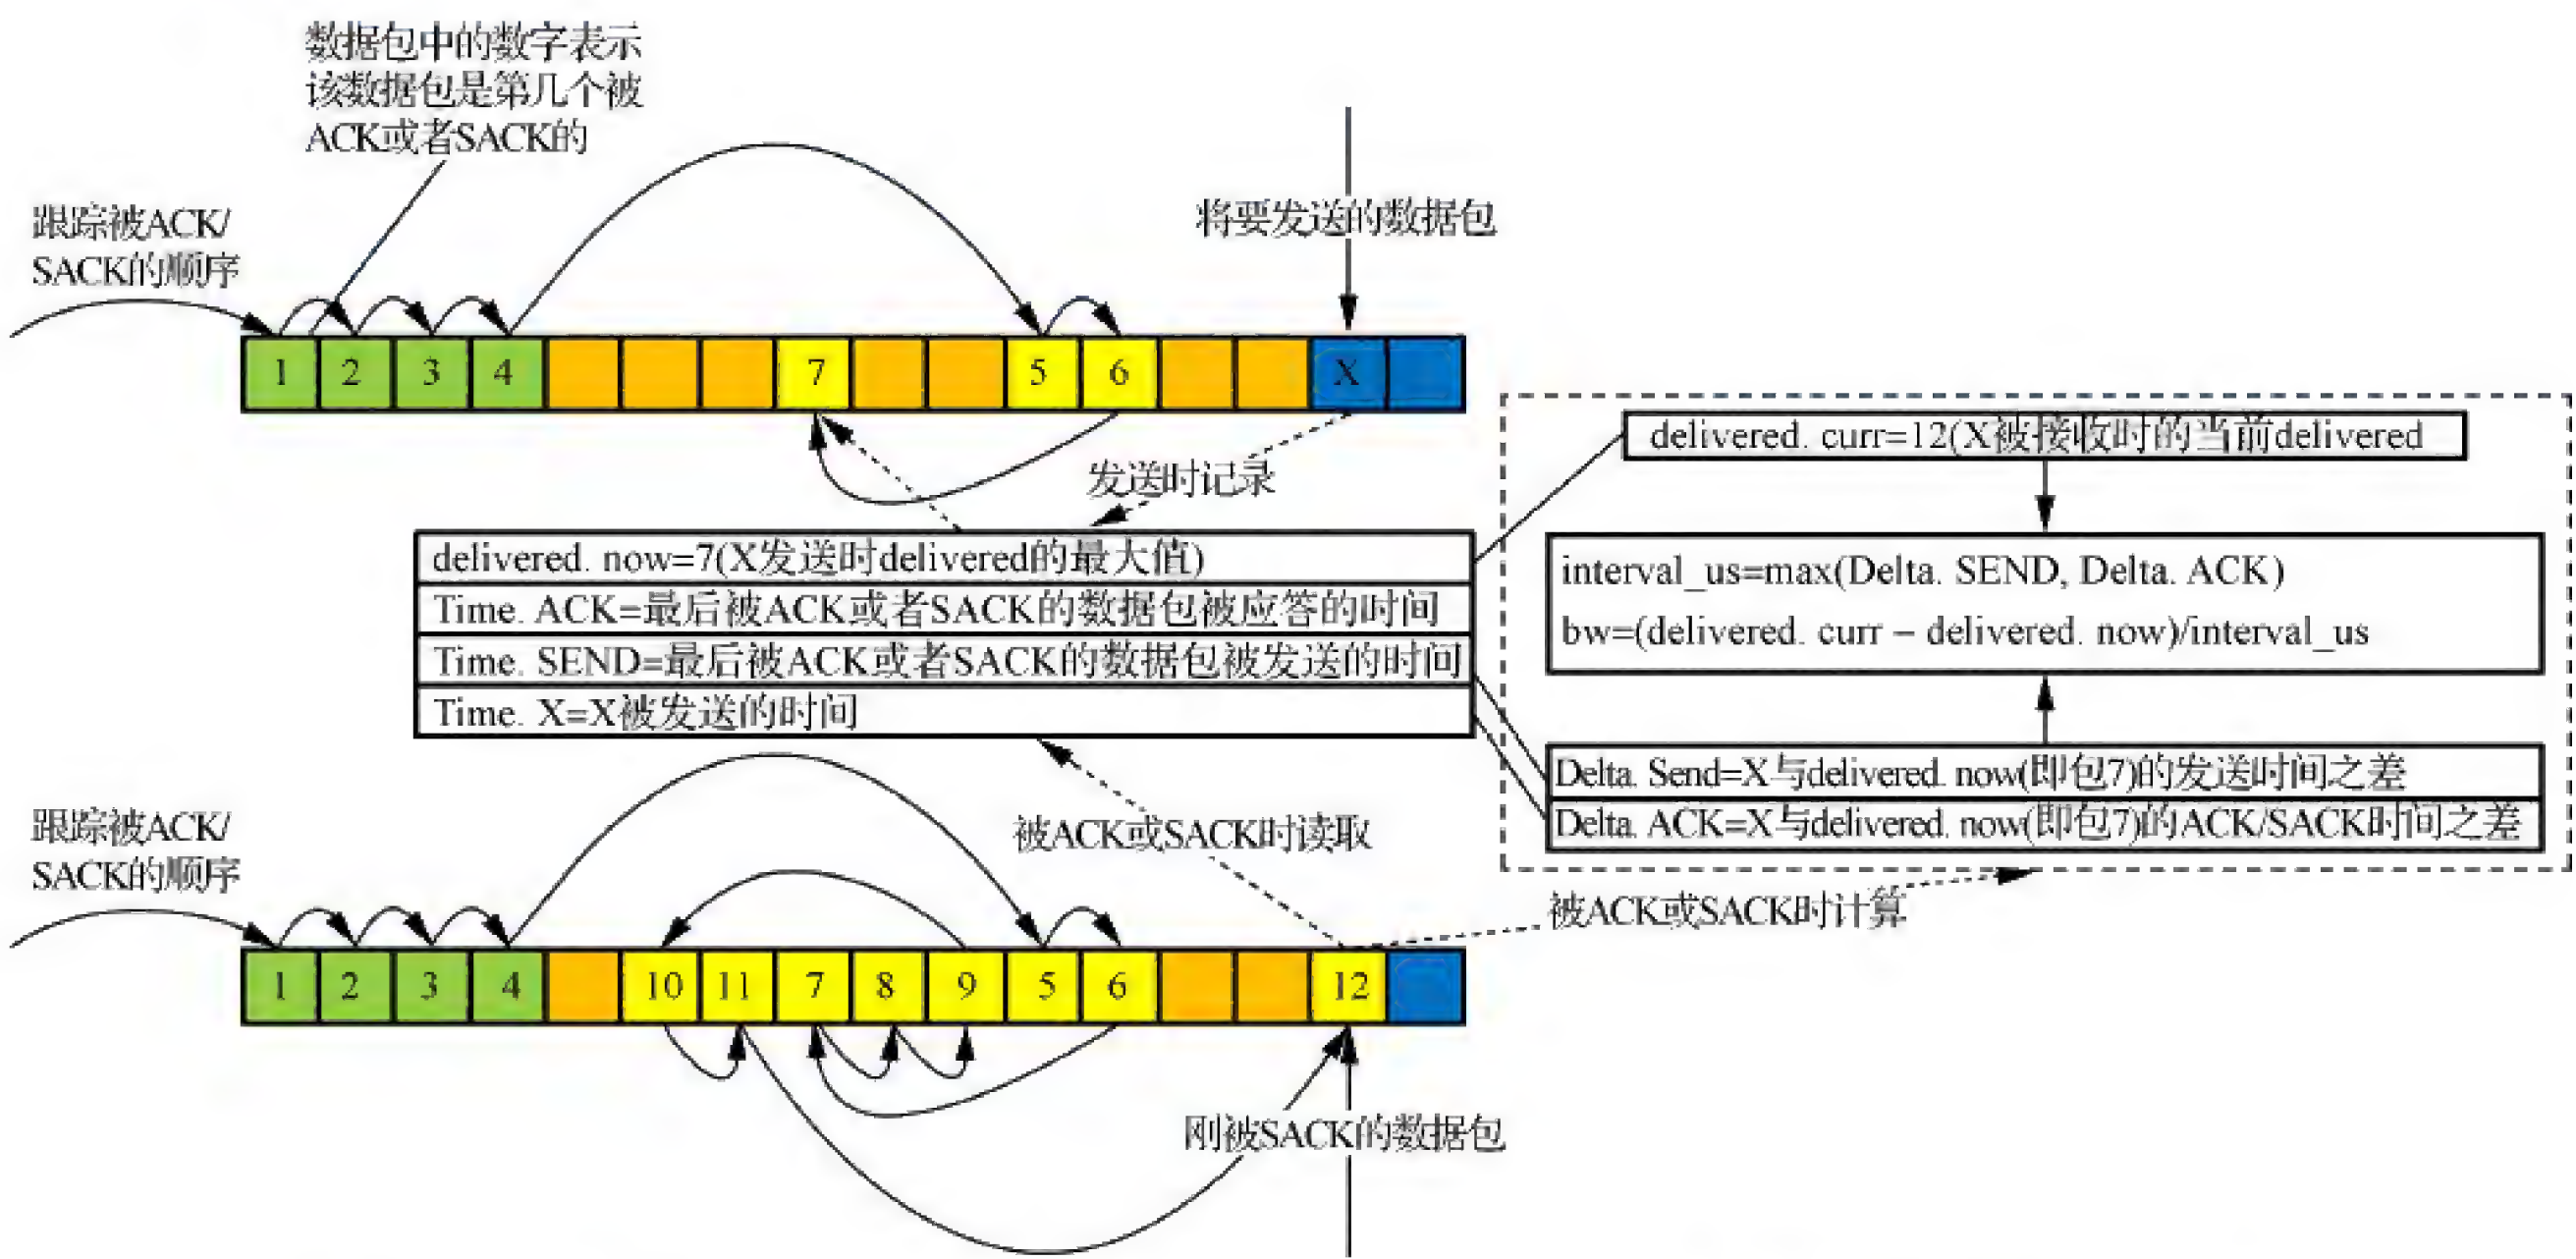 数据包中的数字表示
该数据包是第几个被
ACK或者SACK的
跟踪被ACK/
SACK的顺序
将要发送的数据包
1 2 3 4 7 5 6 X
发送时记录
delivered. curr=12(X被接收时的当前delivered
delivered. now=7(X发送时delivered的最大值)
Time. ACK=最后被ACK或者SACK的数据包被应答的时间
Time. SEND=最后被ACK或者SACK的数据包被发送的时间
Time. X=X被发送的时间
interval_us=max(Delta. SEND, Delta. ACK)
bw=(delivered. curr – delivered. now)/interval_us
Delta. Send=X与delivered. now(即包7)的发送时间之差
Delta. ACK=X与delivered. now(即包7)的ACK/SACK时间之差
被ACK或SACK时读取
被ACK或SACK时计算
跟踪被ACK/
SACK的顺序
1 2 3 4 10 11 7 8 9 5 6 12
刚被SACK的数据包